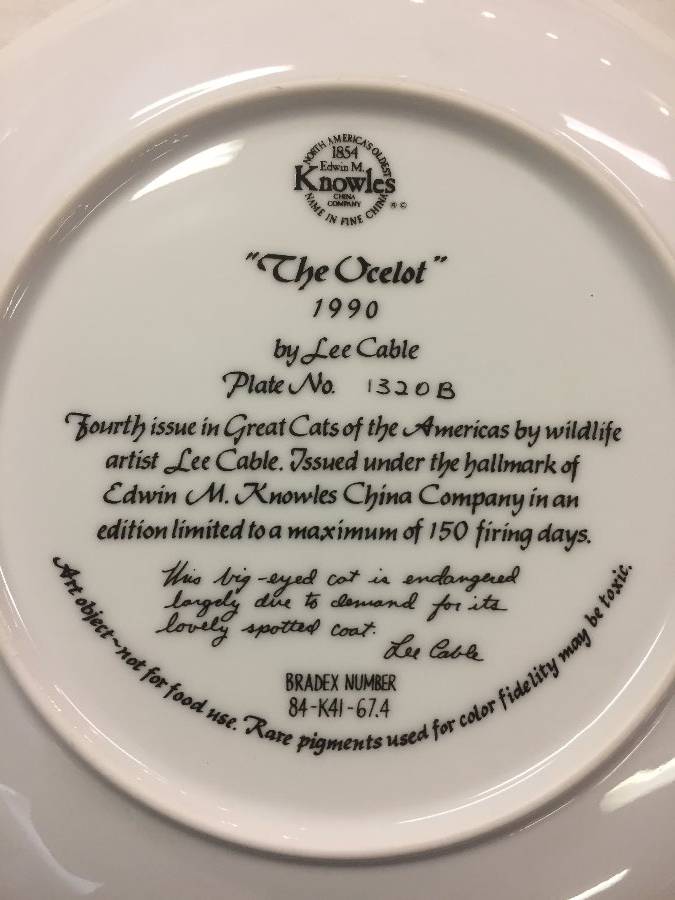 NORTH AMERICA'S OLDEST
1854
Edwin M.
Knowles
CHINA
COMPANY
NAME IN FINE CHINA
® ©
"The Ocelot"
1990
by Lee Cable
Plate No. 1320B
Fourth issue in Great Cats of the Americas by wildlife
artist Lee Cable. Issued under the hallmark of
Edwin M. Knowles China Company in an
edition limited to a maximum of 150 firing days.
This big-eyed cat is endangered
largely due to demand for its
lovely spotted coat.
Lee Cable
BRADEX NUMBER
84-K41-67.4
Art object~not for food use. Rare pigments used for color fidelity may be toxic.